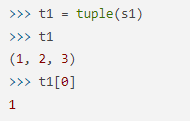 >>> t1 = tuple(s1)
>>> t1
(1, 2, 3)
>>> t1[0]
1